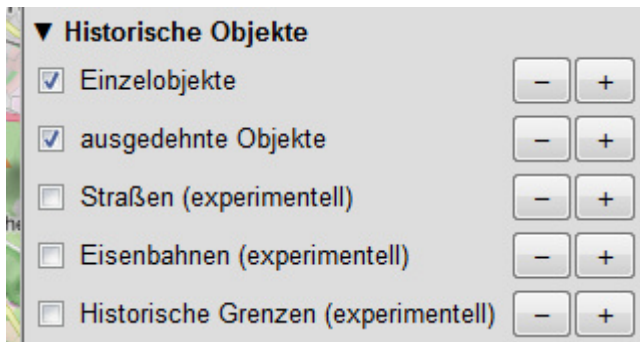 ▼ Historische Objekte
Einzelobjekte − +
ausgedehnte Objekte − +
Straßen (experimentell) − +
Eisenbahnen (experimentell) − +
Historische Grenzen (experimentell) − +